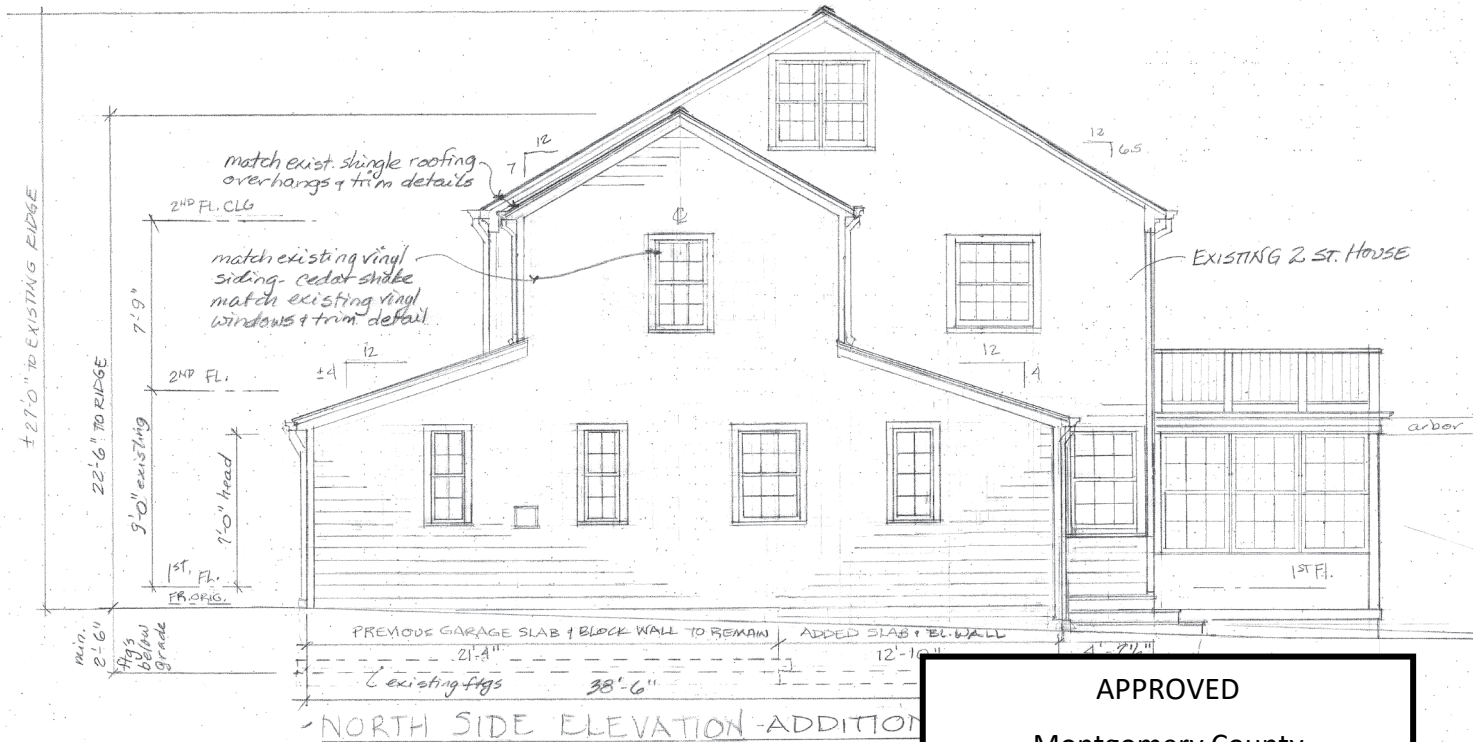 12
7
12
6.5
match exist. shingle roofing
overhangs & trim details
2ND FL. CLG
℄
match existing vinyl
siding - cedar shake
match existing vinyl
windows & trim detail
EXISTING 2 ST. HOUSE
±27'-0" TO EXISTING RIDGE
22'-6" TO RIDGE
7'-9"
12
±4
12
4
2ND FL.
9'-0" existing
7'-0" head
arbor
1ST. FL.
FR. ORIG.
1ST Fl.
min.
2'-6"
ftgs
below
grade
PREVIOUS GARAGE SLAB & BLOCK WALL TO REMAIN
ADDED SLAB & BL. WALL
21'-4"
12'-10"
existing ftgs
38'-6"
NORTH SIDE ELEVATION - ADDITION
APPROVED
Montgomery County